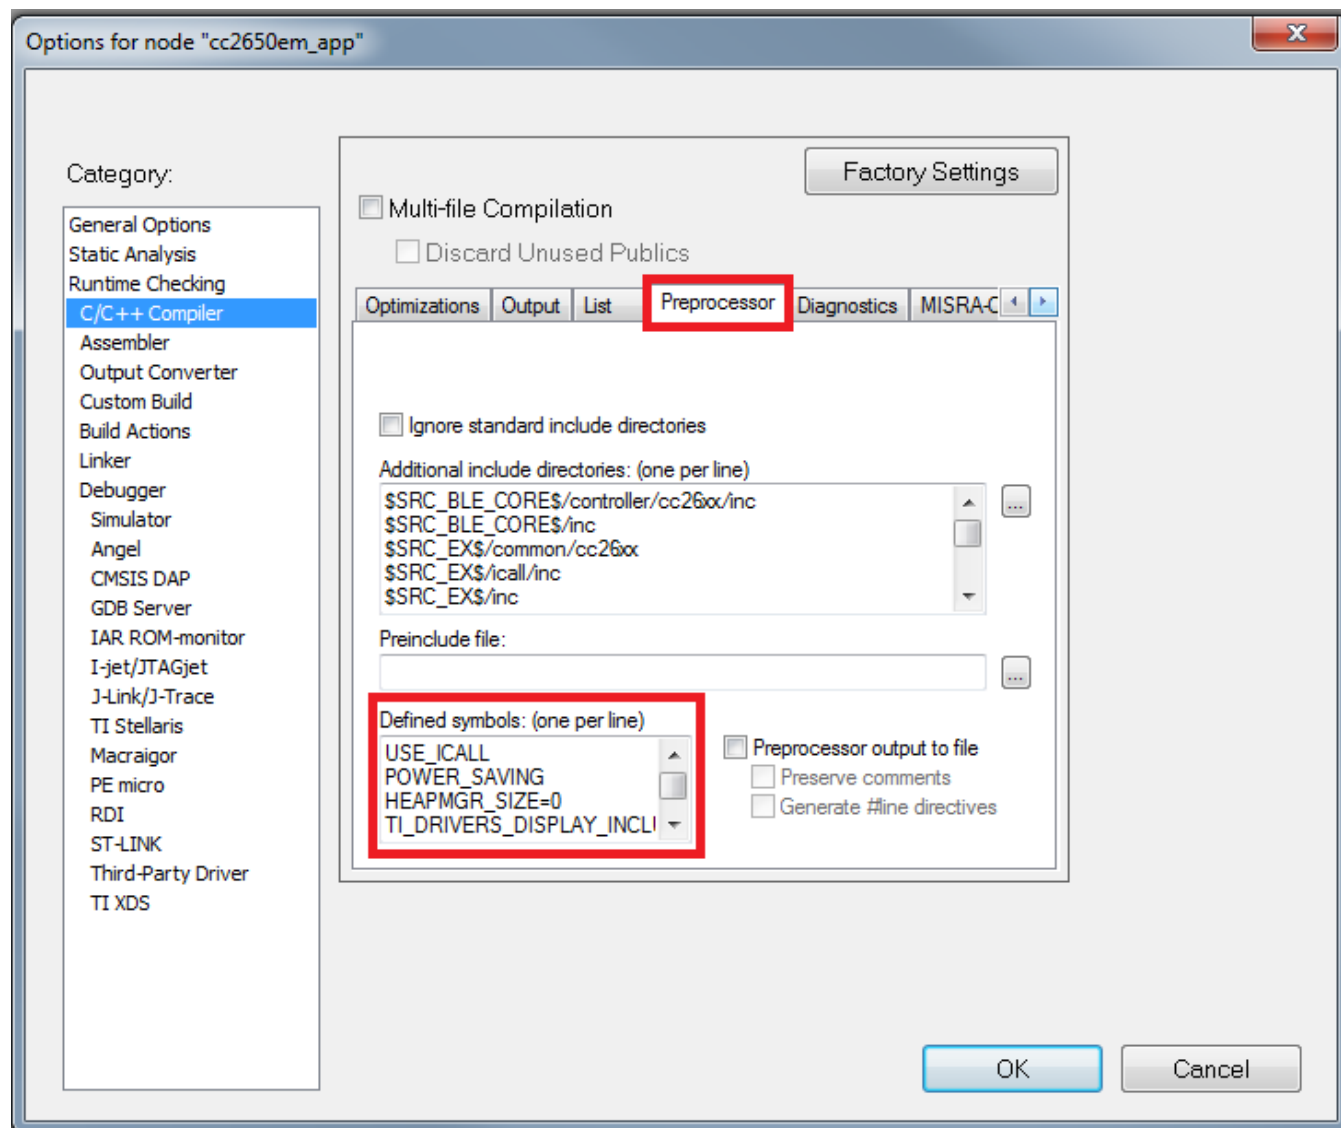 Options for node "cc2650em_app"
Category:
General Options
Static Analysis
Runtime Checking
C/C++ Compiler
Assembler
Output Converter
Custom Build
Build Actions
Linker
Debugger
Simulator
Angel
CMSIS DAP
GDB Server
IAR ROM-monitor
I-jet/JTAGjet
J-Link/J-Trace
TI Stellaris
Macraigor
PE micro
RDI
ST-LINK
Third-Party Driver
TI XDS
Factory Settings
Multi-file Compilation
Discard Unused Publics
Optimizations Output List Preprocessor Diagnostics MISRA-C
Ignore standard include directories
Additional include directories: (one per line)
$SRC_BLE_CORE$/controller/cc26xx/inc
$SRC_BLE_CORE$/inc
$SRC_EX$/common/cc26xx
$SRC_EX$/icall/inc
$SRC_EX$/inc
...
Preinclude file:
...
Defined symbols: (one per line)
USE_ICALL
POWER_SAVING
HEAPMGR_SIZE=0
TI_DRIVERS_DISPLAY_INCL
Preprocessor output to file
Preserve comments
Generate #line directives
OK
Cancel